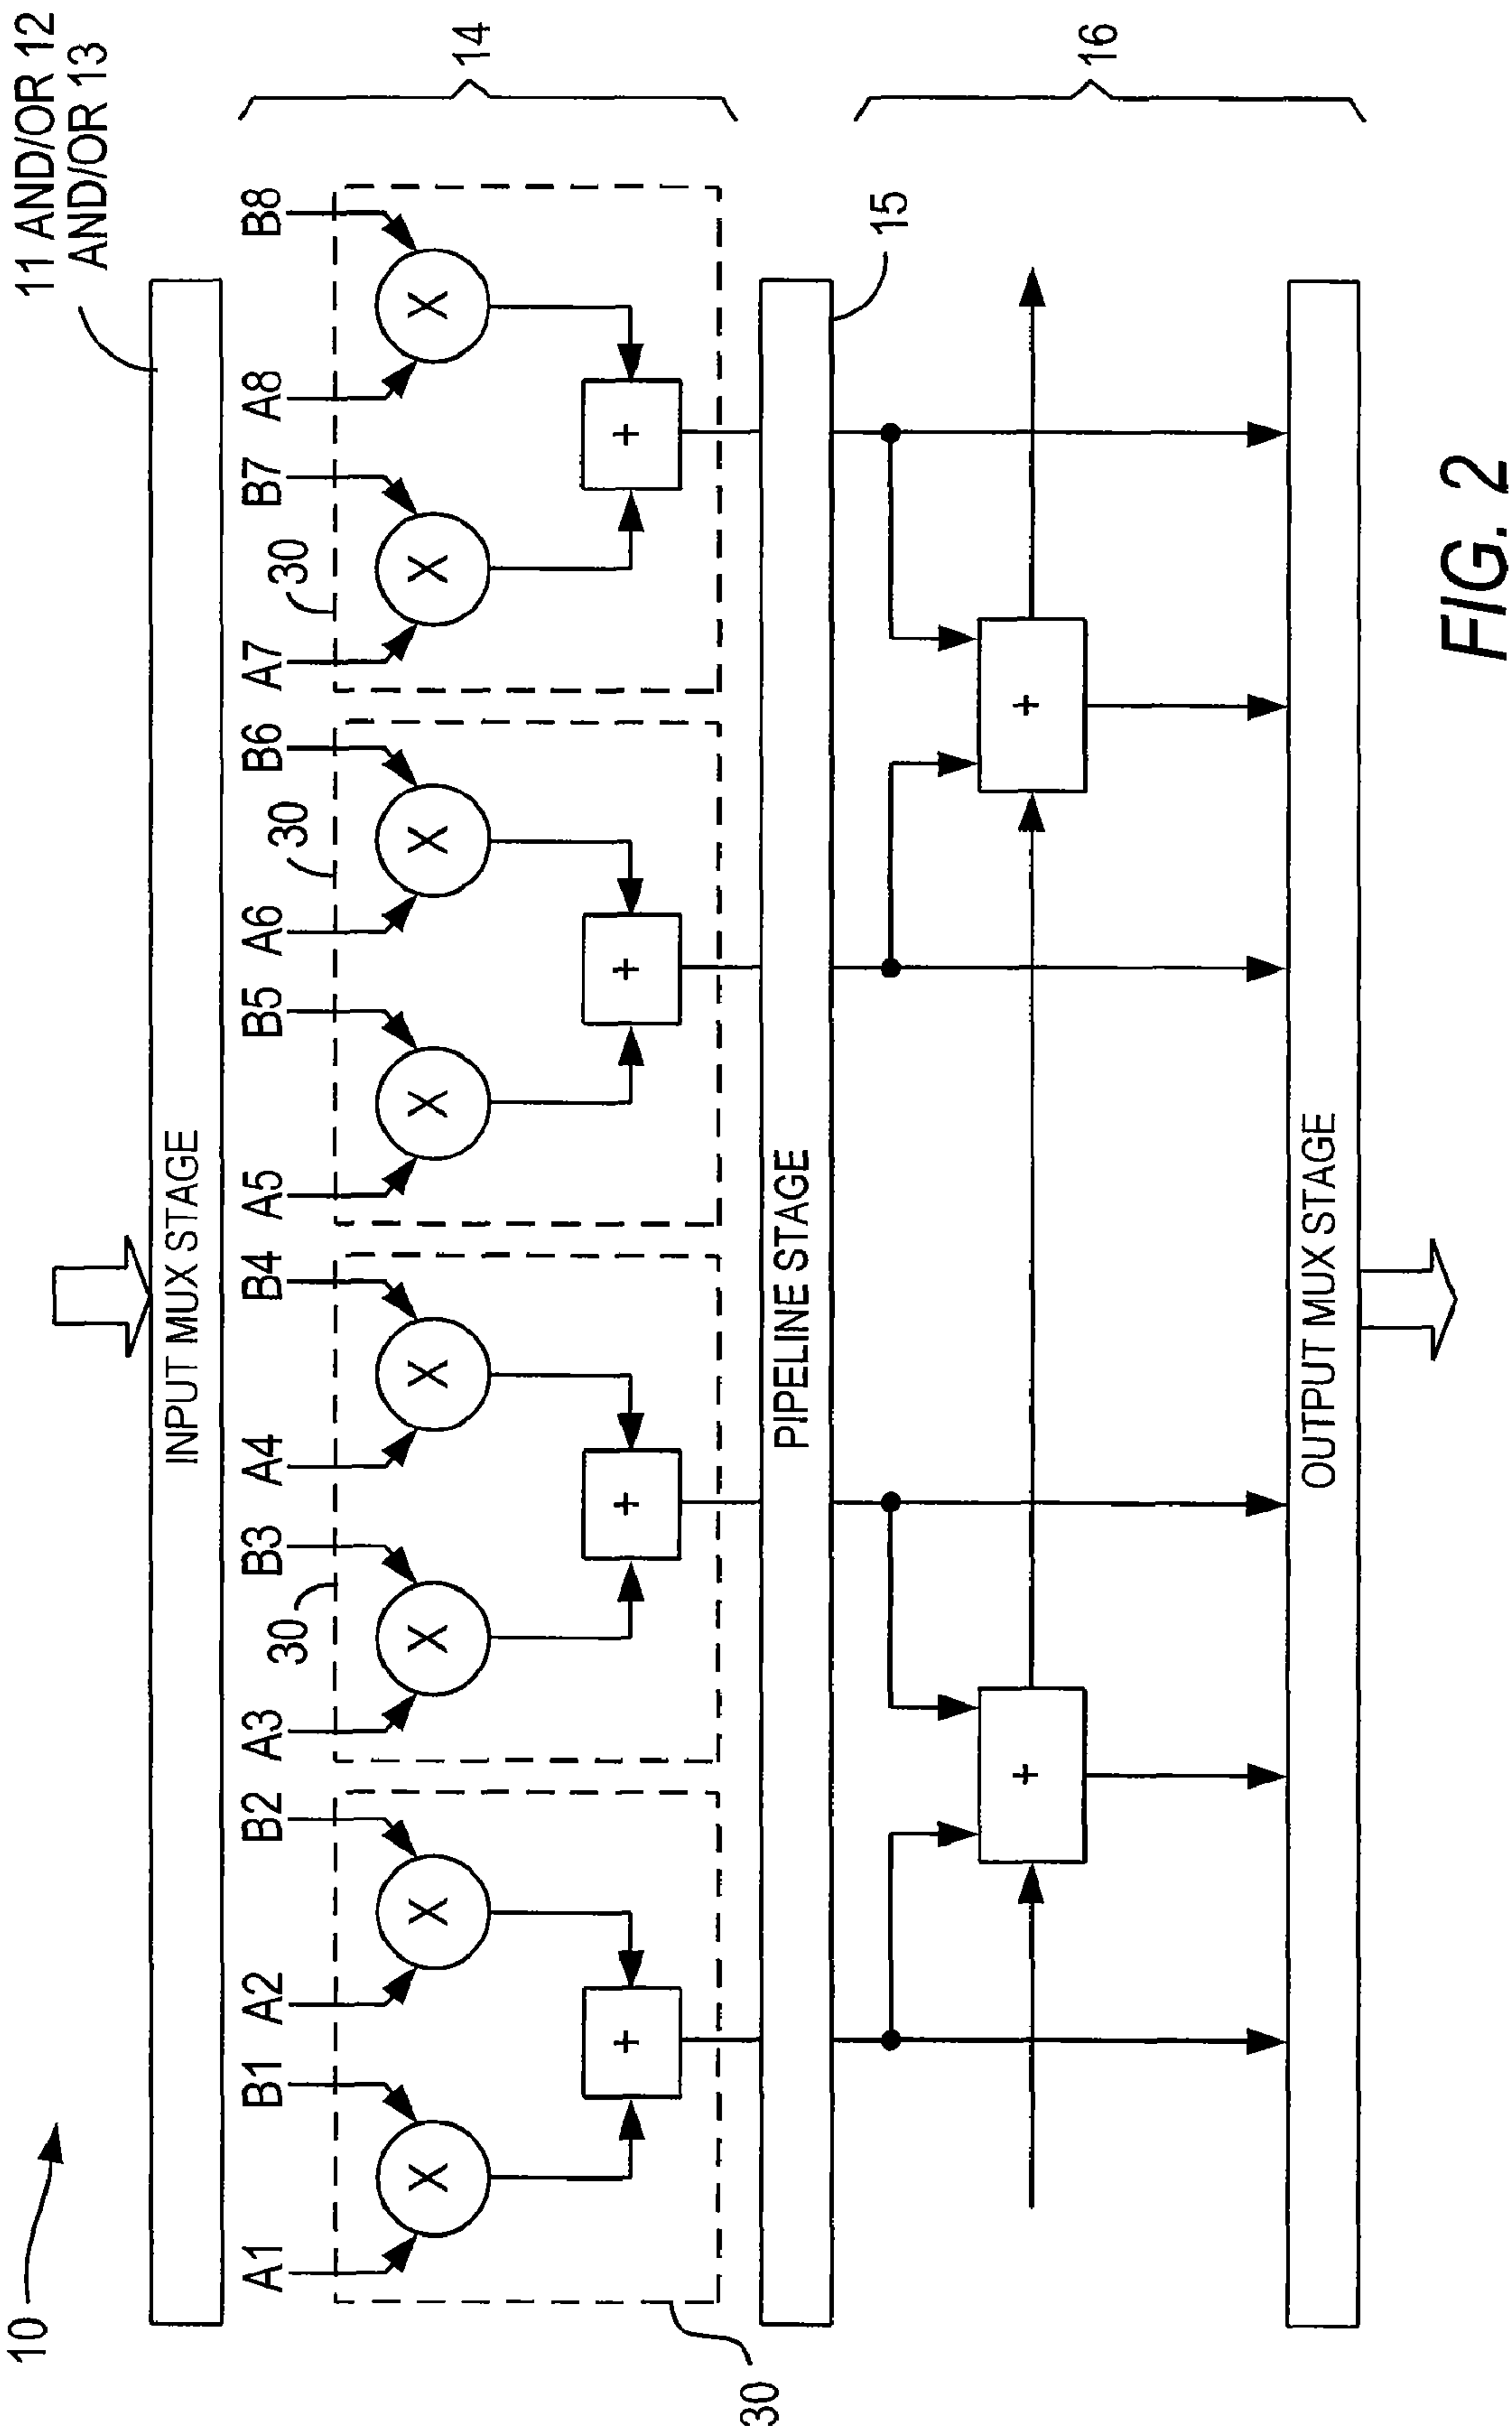 10
11 AND/OR 12
AND/OR 13
INPUT MUX STAGE
A1 B1 A2 B2 A3 B3 A4 B4 A5 B5 A6 B6 A7 B7 A8 B8
30 30 30
X X X X X X X X
+ + + +
14
30
PIPELINE STAGE
15
+ +
16
OUTPUT MUX STAGE
FIG. 2